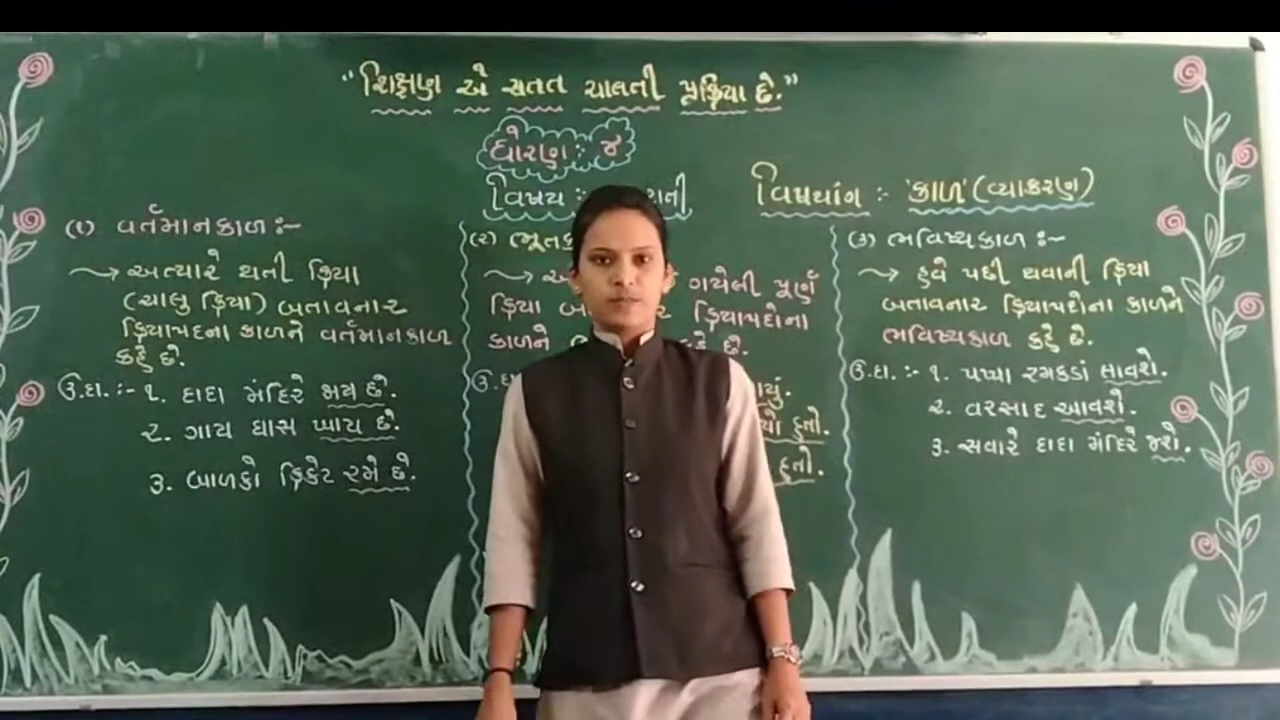 “શિક્ષણ એ સતત ચાલતી પ્રક્રિયા છે.”
ધોરણ : ૪
વિષય :
વિષયાંગ :- 'કાળ' (વ્યાકરણ)
(૧) વર્તમાનકાળ :-
→ અત્યારે થતી ક્રિયા
(ચાલુ ક્રિયા) બતાવનાર
ક્રિયાપદના કાળને વર્તમાનકાળ
કહે છે.
ઉ.દા. :- ૧. દાદા મંદિરે જાય છે.
૨. ગાય ઘાસ ખાય છે.
૩. બાળકો ક્રિકેટ રમે છે.
(૨)
→ ગયેલી પૂર્ણ
ક્રિયા ક્રિયાપદોના
કાળને છે.
ઉ.દા.
હતો.
હતો.
(૩) ભવિષ્યકાળ :-
→ હવે પછી થવાની ક્રિયા
બતાવનાર ક્રિયાપદોના કાળને
ભવિષ્યકાળ કહે છે.
ઉ.દા. :- ૧. પપ્પા રમકડાં લાવશે.
૨. વરસાદ આવશે.
૩. સવારે દાદા મંદિરે જશે.